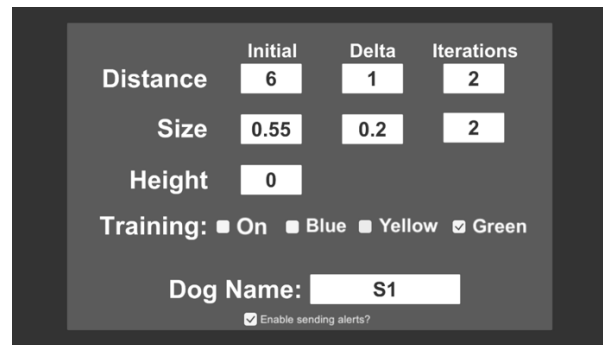 Initial Delta Iterations
Distance 6 1 2
Size 0.55 0.2 2
Height 0
Training: On Blue Yellow Green
Dog Name: S1
Enable sending alerts?